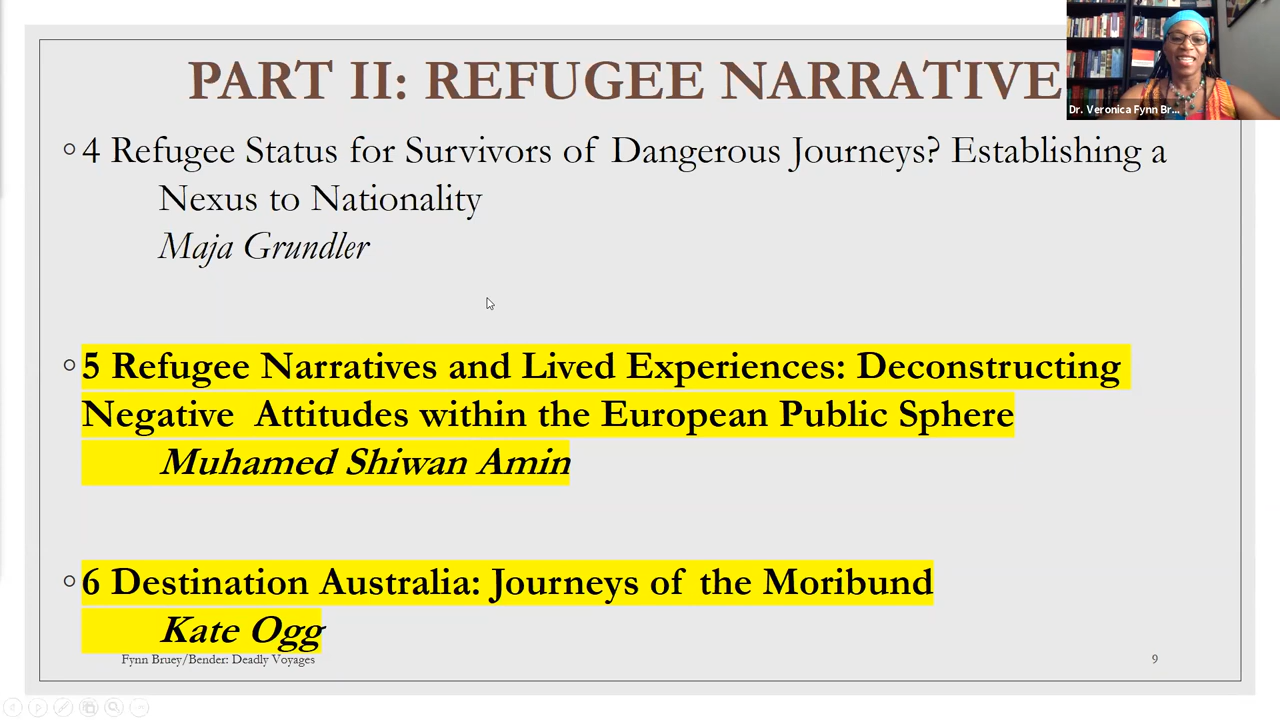 PART II: REFUGEE NARRATIVE
Dr. Veronica Fynn Br...
4 Refugee Status for Survivors of Dangerous Journeys? Establishing a
Nexus to Nationality
Maja Grundler
5 Refugee Narratives and Lived Experiences: Deconstructing
Negative Attitudes within the European Public Sphere
Muhamed Shiwan Amin
6 Destination Australia: Journeys of the Moribund
Kate Ogg
Fynn Bruey/Bender: Deadly Voyages
9